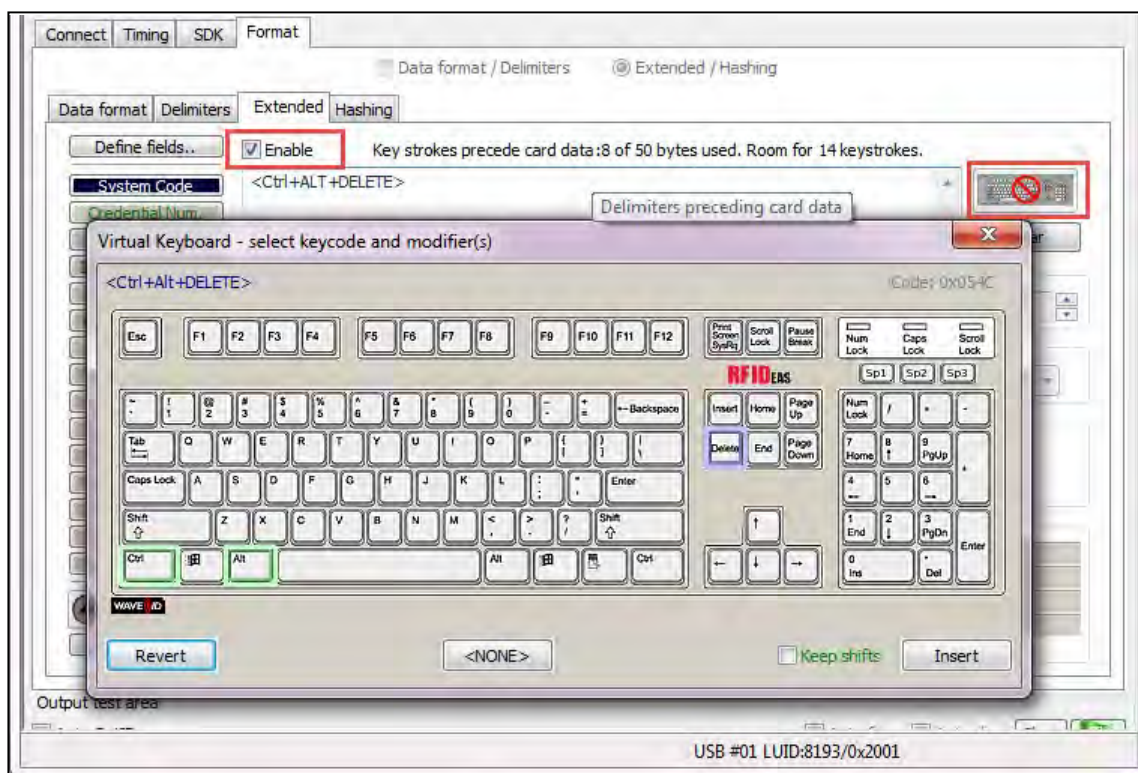 Connect Timing SDK Format
Data format / Delimiters Extended / Hashing
Data format Delimiters Extended Hashing
Define fields.. Enable Key strokes precede card data:8 of 50 bytes used. Room for 14 keystrokes.
System Code <Ctrl+ALT+DELETE>
Credential Num. Delimiters preceding card data
Virtual Keyboard - select keycode and modifier(s)
<Ctrl+Alt+DELETE> Code: 0x054C
Esc F1 F2 F3 F4 F5 F6 F7 F8 F9 F10 F11 F12 Print Screen SysRq Scroll Lock Pause Break Num Lock Caps Lock Scroll Lock
RFIDEAS Sp1 Sp2 Sp3
~ ! 1 @ 2 # 3 $ 4 % 5 ^ 6 & 7 * 8 ( 9 ) 0 - + = ←Backspace Insert Home Page Up Num Lock / -
Tab Q W E R T Y U I O P { } | \ Delete End Page Down 7 Home 8 ↑ 9 PgUp
Caps Lock A S D F G H J K L : ; Enter 4 5 6 +
Shift Z X C V B N M < , > . ? / Shift ↑ 1 End 2 ↓ 3 PgDn
Ctrl Alt Alt Ctrl ← ↓ → 0 Ins . Del Enter
WAVE ID
Revert <NONE> Keep shifts Insert
Output test area
USB #01 LUID:8193/0x2001